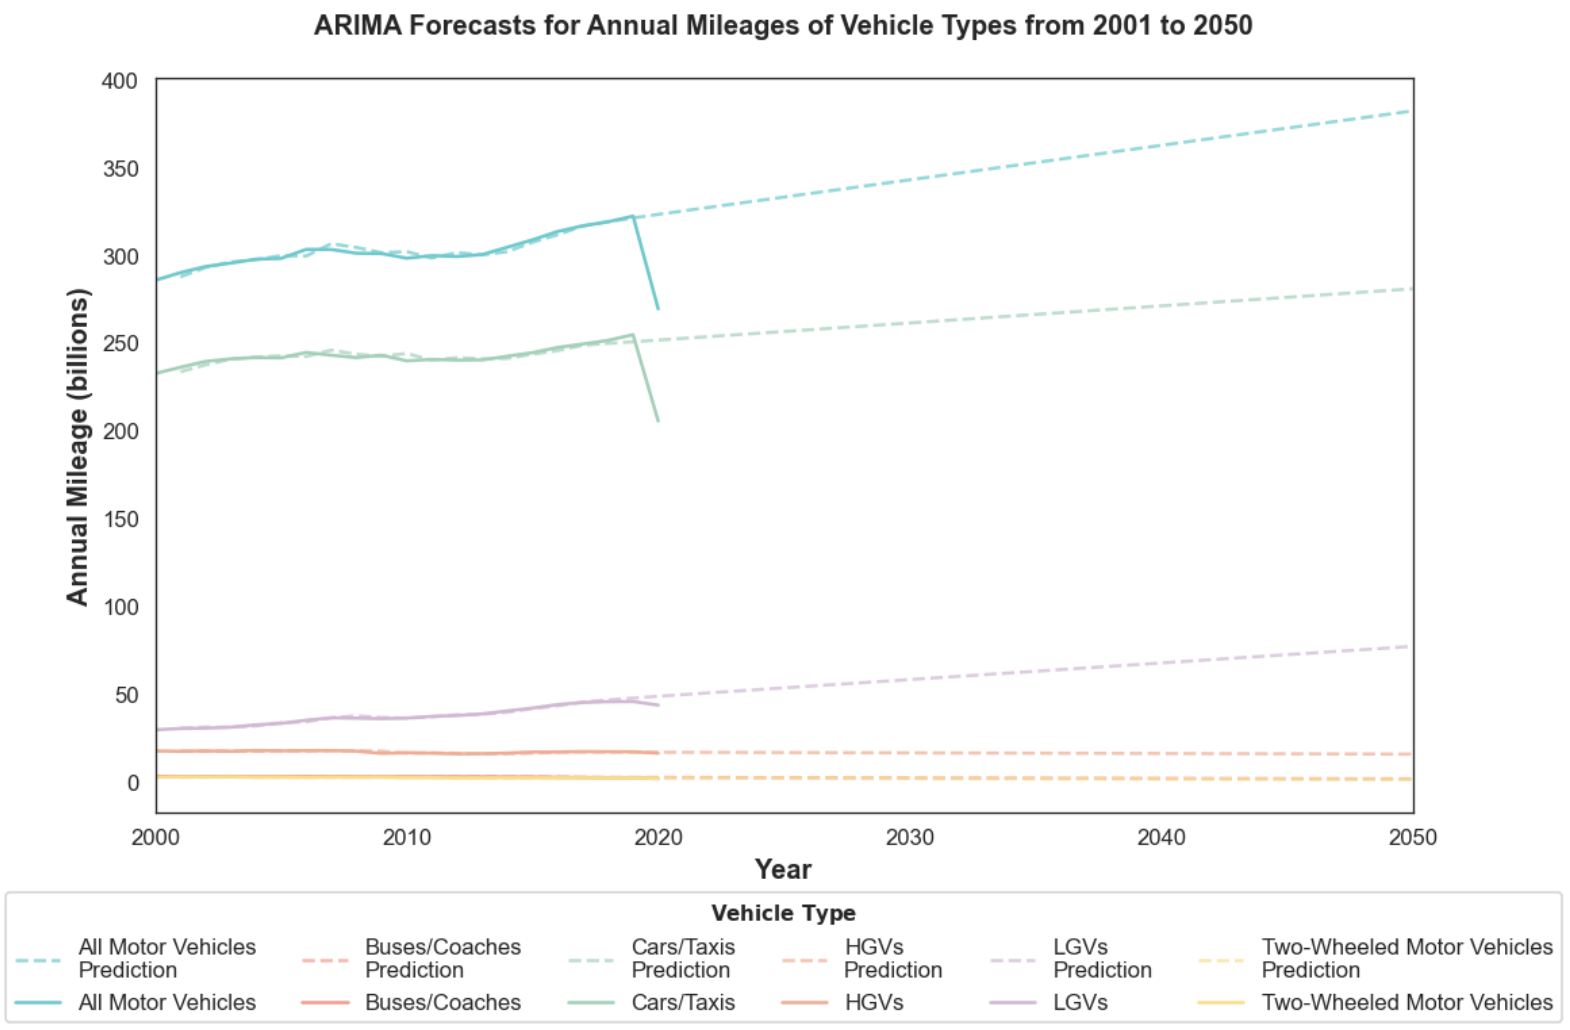 ARIMA Forecasts for Annual Mileages of Vehicle Types from 2001 to 2050
400
350
300
250
200
150
100
50
0
Annual Mileage (billions)
2000 2010 2020 2030 2040 2050
Year
Vehicle Type
All Motor Vehicles
Prediction
Buses/Coaches
Prediction
Cars/Taxis
Prediction
HGVs
Prediction
LGVs
Prediction
Two-Wheeled Motor Vehicles
Prediction
All Motor Vehicles
Buses/Coaches
Cars/Taxis
HGVs
LGVs
Two-Wheeled Motor Vehicles